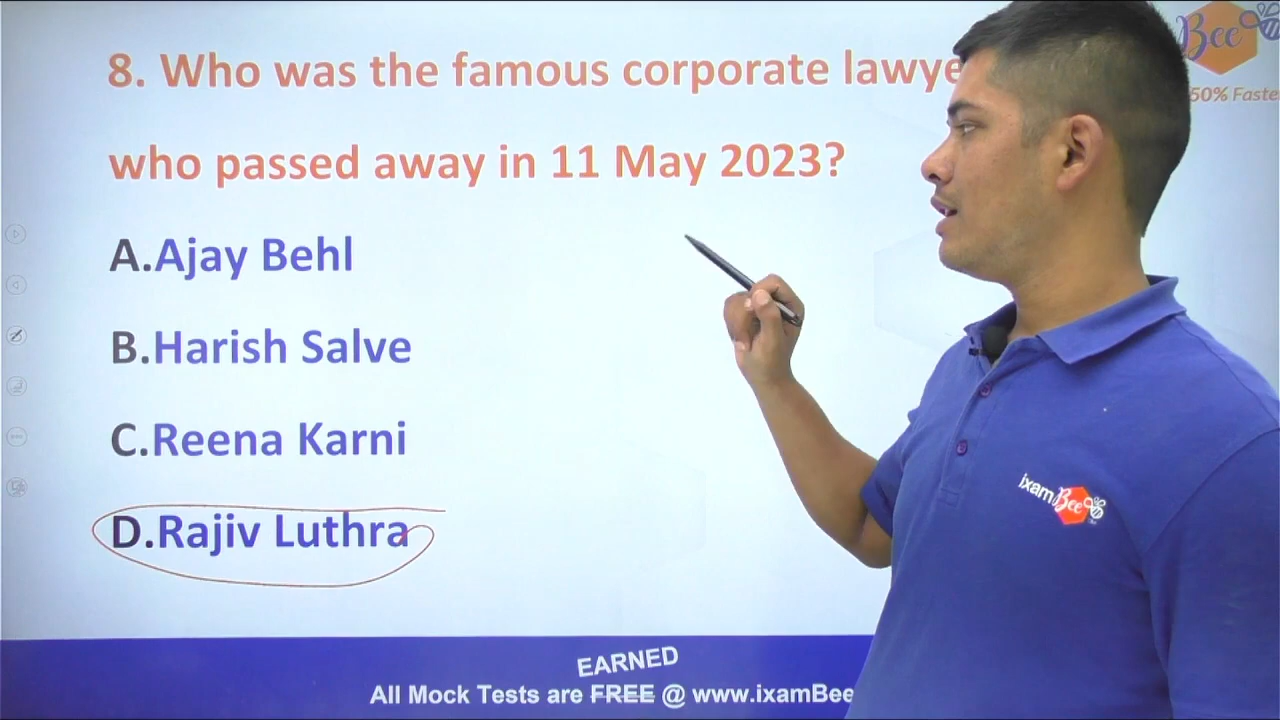 8. Who was the famous corporate lawye
who passed away in 11 May 2023?
A.Ajay Behl
B.Harish Salve
C.Reena Karni
D.Rajiv Luthra
Bee
50% Faste
ixamBee
EARNED
All Mock Tests are FREE @ www.ixamBee